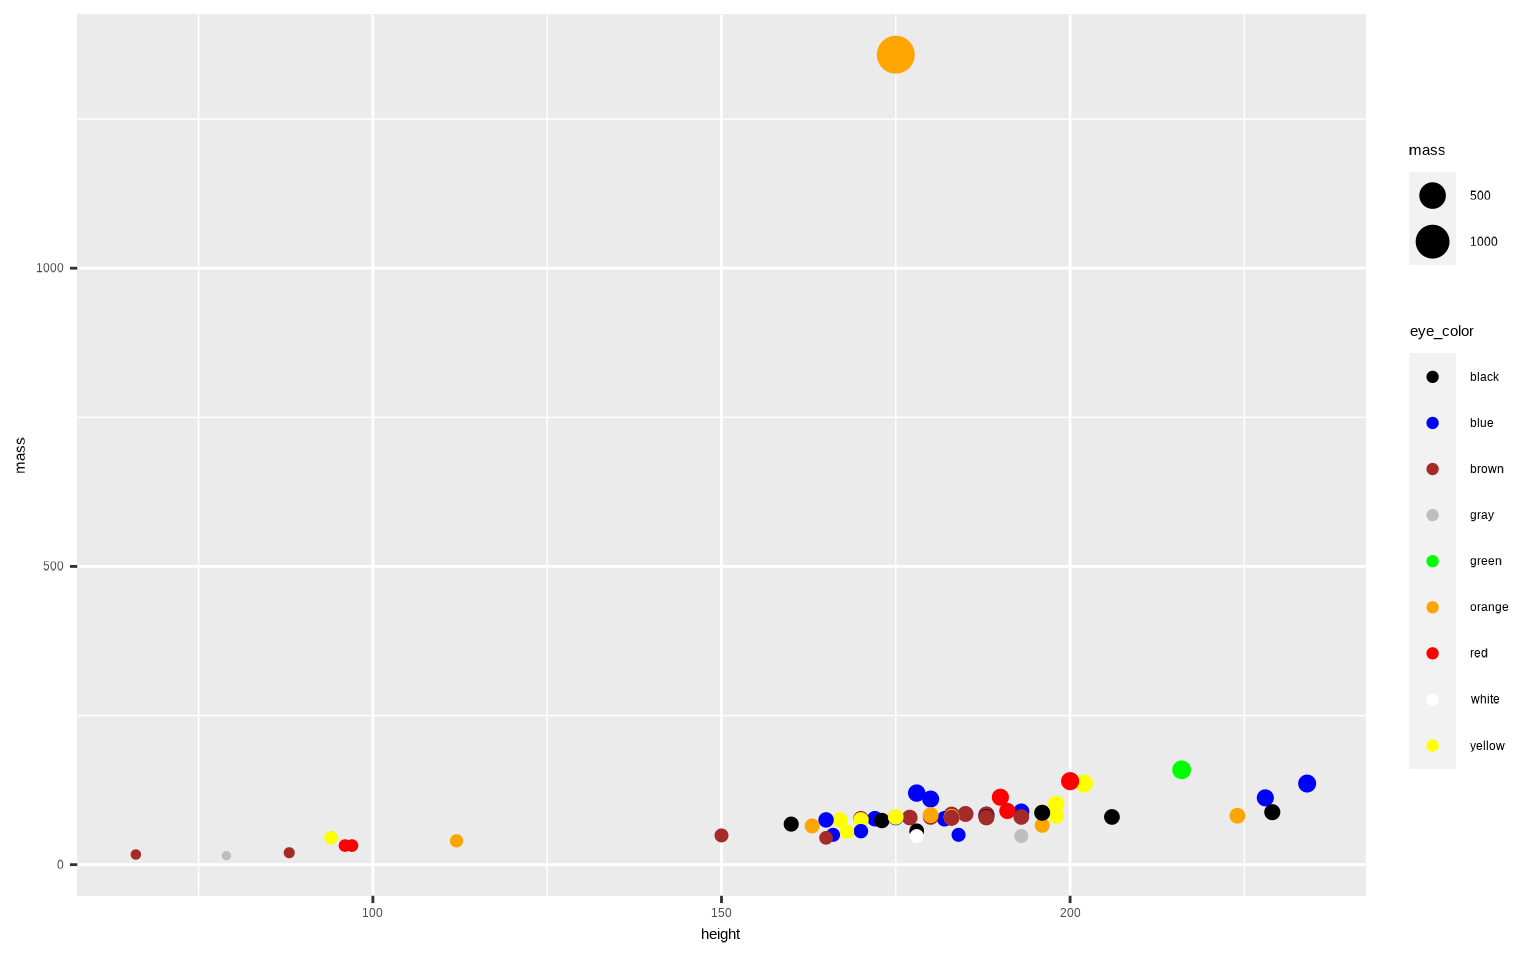 mass
500
1000
1000
eye_color
black
blue
brown
mass
gray
500
green
orange
red
white
yellow
0
100
150
200
height